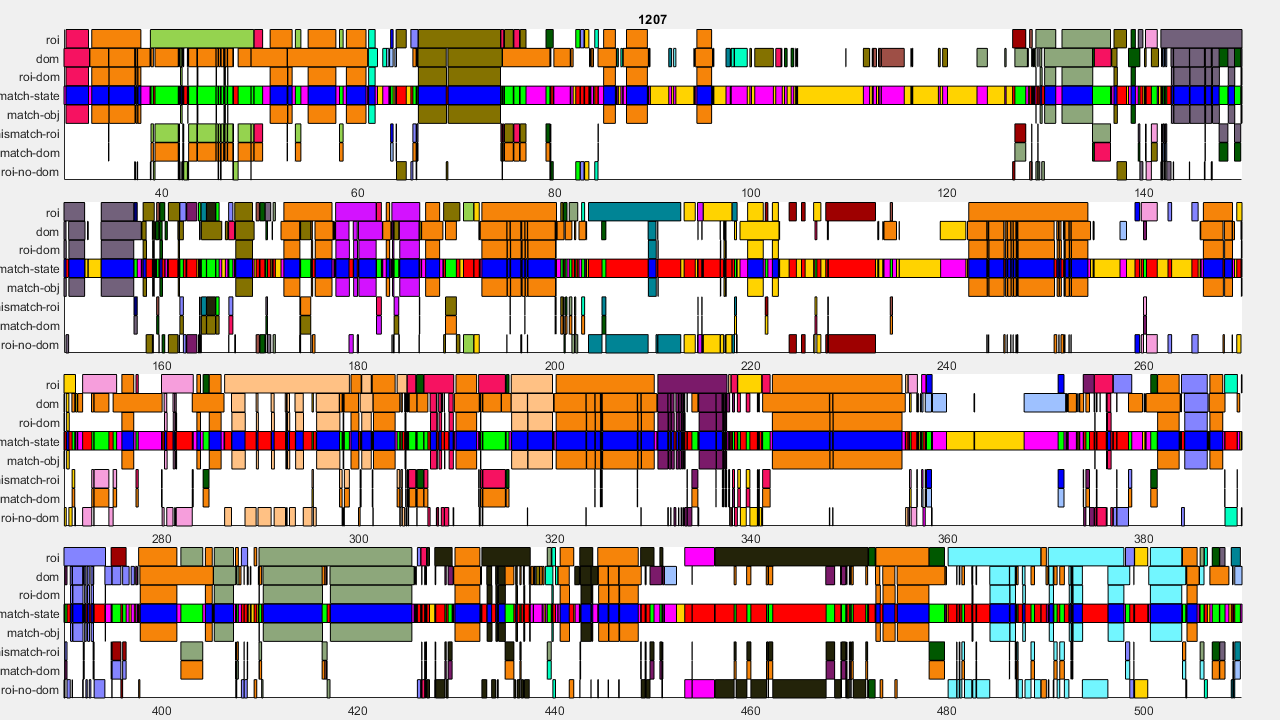 1207
roi
dom
roi-dom
match-state
match-obj
nismatch-roi
match-dom
roi-no-dom
40 60 80 100 120 140
roi
dom
roi-dom
match-state
match-obj
nismatch-roi
match-dom
roi-no-dom
160 180 200 220 240 260
roi
dom
roi-dom
match-state
match-obj
nismatch-roi
match-dom
roi-no-dom
280 300 320 340 360 380
roi
dom
roi-dom
match-state
match-obj
nismatch-roi
match-dom
roi-no-dom
400 420 440 460 480 500